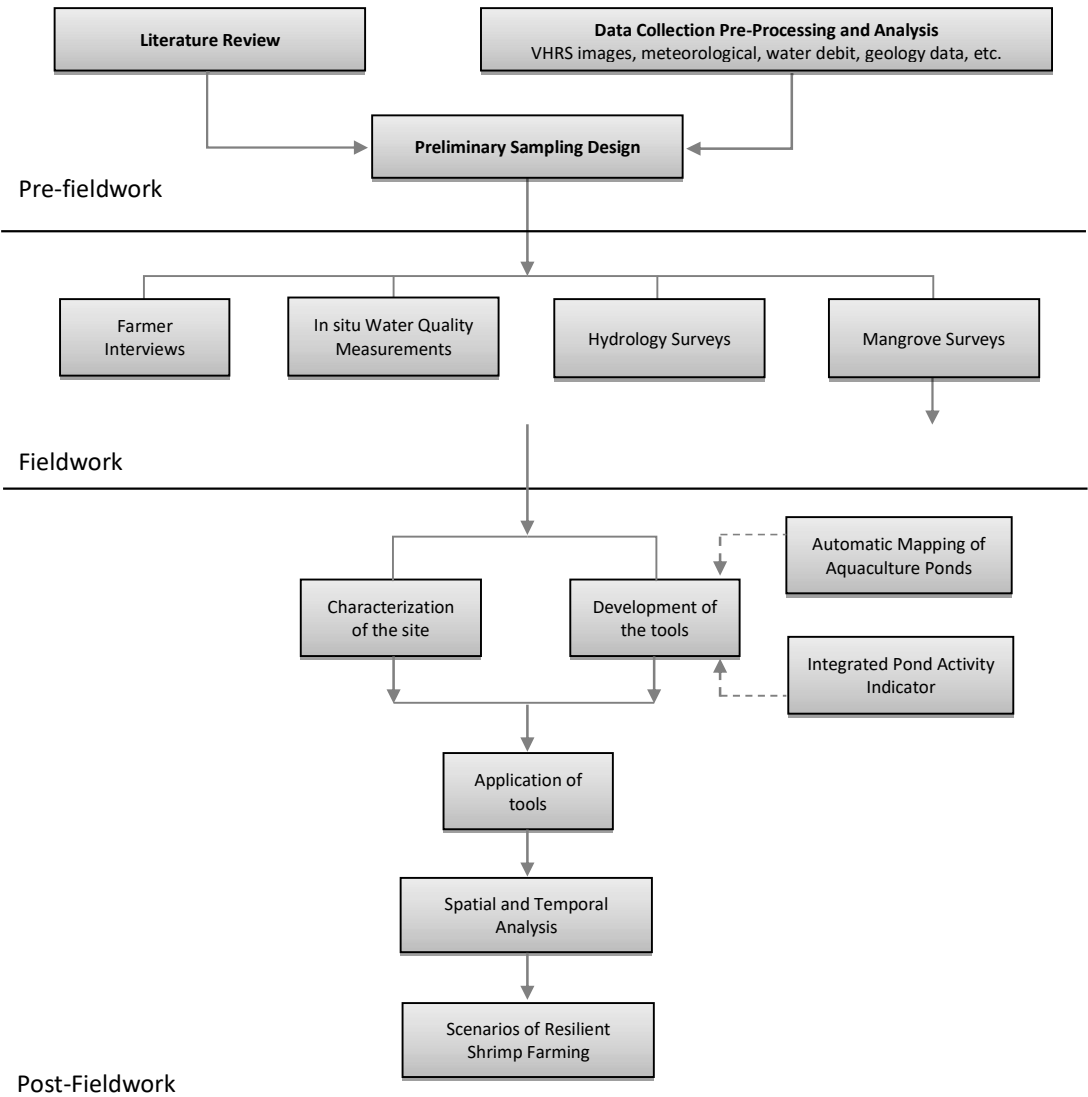 Literature Review
Data Collection Pre-Processing and Analysis
VHRS images, meteorological, water debit, geology data, etc.
Preliminary Sampling Design
Pre-fieldwork
Farmer
Interviews
In situ Water Quality
Measurements
Hydrology Surveys
Mangrove Surveys
Fieldwork
Automatic Mapping of
Aquaculture Ponds
Characterization
of the site
Development of
the tools
Integrated Pond Activity
Indicator
Application of
tools
Spatial and Temporal
Analysis
Scenarios of Resilient
Shrimp Farming
Post-Fieldwork